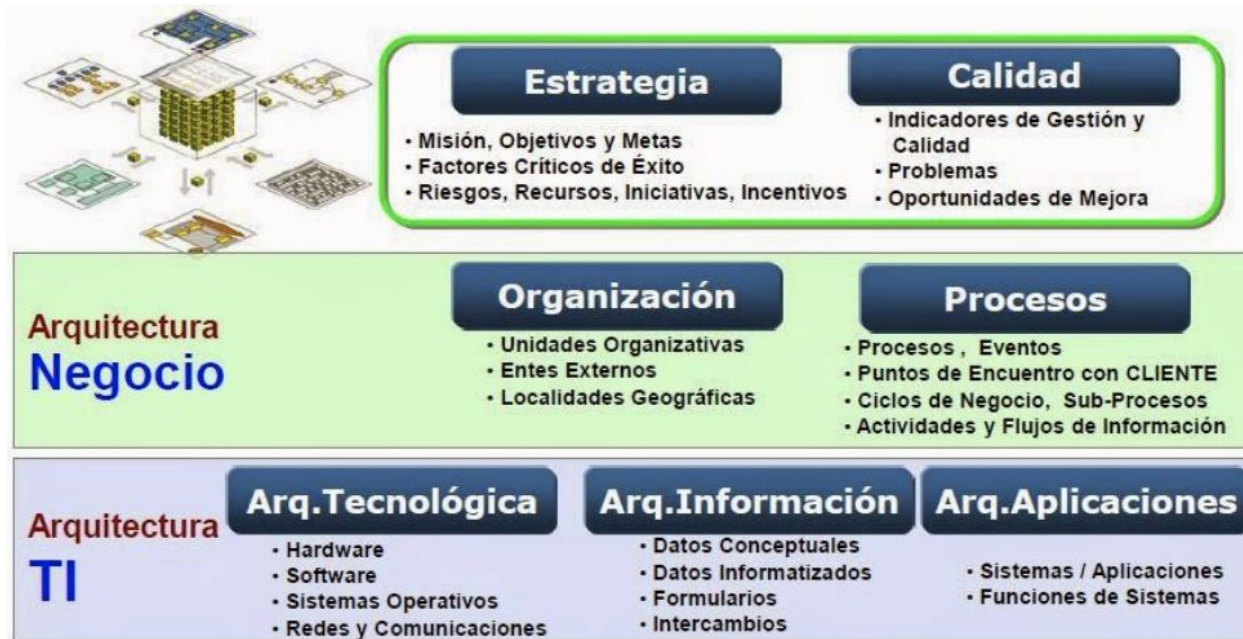 Estrategia
• Misión, Objetivos y Metas
• Factores Críticos de Éxito
• Riesgos, Recursos, Iniciativas, Incentivos
Calidad
• Indicadores de Gestión y
Calidad
• Problemas
• Oportunidades de Mejora
Arquitectura
Negocio
Organización
• Unidades Organizativas
• Entes Externos
• Localidades Geográficas
Procesos
• Procesos , Eventos
• Puntos de Encuentro con CLIENTE
• Ciclos de Negocio, Sub-Procesos
• Actividades y Flujos de Información
Arquitectura
TI
Arq.Tecnológica
• Hardware
• Software
• Sistemas Operativos
• Redes y Comunicaciones
Arq.Información
• Datos Conceptuales
• Datos Informatizados
• Formularios
• Intercambios
Arq.Aplicaciones
• Sistemas / Aplicaciones
• Funciones de Sistemas